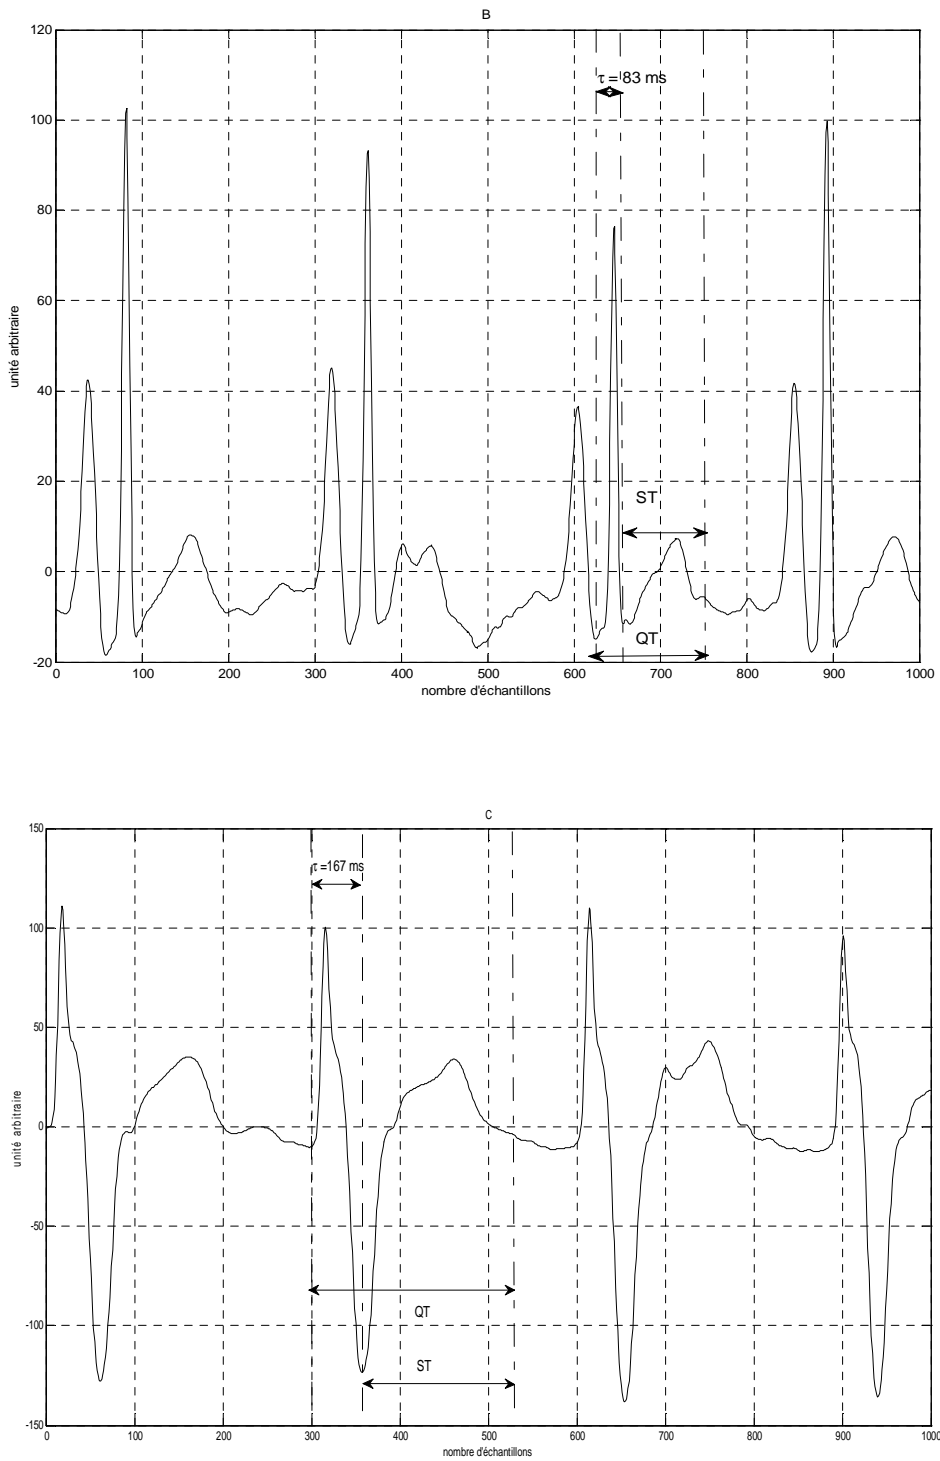 B
120
τ = 83 ms
100
80
60
unité arbitraire
40
20
ST
0
QT
-20
0 100 200 300 400 500 600 700 800 900 1000
nombre d'échantillons
C
150
τ =167 ms
100
50
unité arbitraire
0
-50
QT
-100
ST
-150
0 100 200 300 400 500 600 700 800 900 1000
nombre d'échantillons